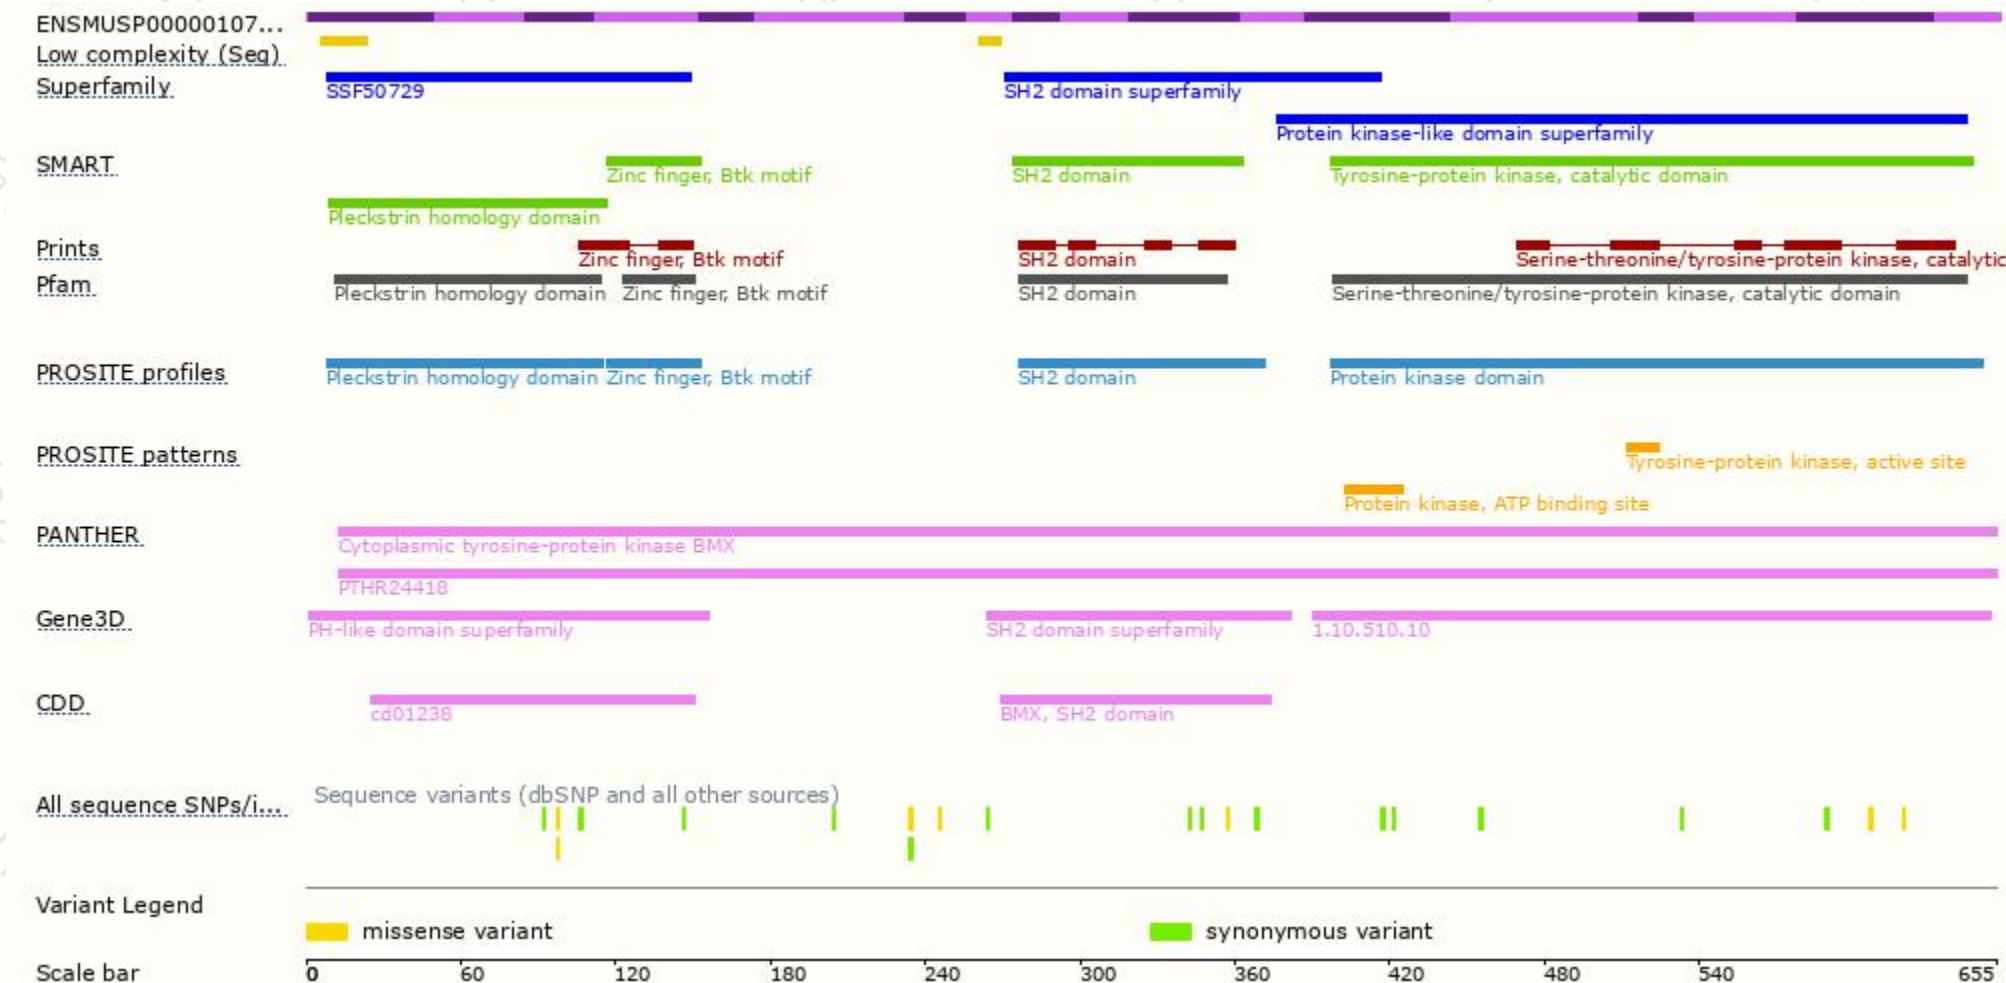 ENSMUSP00000107...
Low complexity (Seg)
Superfamily
SSF50729
SH2 domain superfamily
Protein kinase-like domain superfamily
SMART
Zinc finger, Btk motif
SH2 domain
Tyrosine-protein kinase, catalytic domain
Pleckstrin homology domain
Prints
Zinc finger, Btk motif
SH2 domain
Serine-threonine/tyrosine-protein kinase, catalytic
Pfam
Pleckstrin homology domain
Zinc finger, Btk motif
SH2 domain
Serine-threonine/tyrosine-protein kinase, catalytic domain
PROSITE profiles
Pleckstrin homology domain
Zinc finger, Btk motif
SH2 domain
Protein kinase domain
PROSITE patterns
Tyrosine-protein kinase, active site
Protein kinase, ATP binding site
PANTHER
Cytoplasmic tyrosine-protein kinase BMX
PTHR24418
Gene3D
PH-like domain superfamily
SH2 domain superfamily
1.10.510.10
CDD
cd01238
BMX, SH2 domain
All sequence SNPs/i...
Sequence variants (dbSNP and all other sources)
Variant Legend
missense variant
synonymous variant
Scale bar
0 60 120 180 240 300 360 420 480 540 655